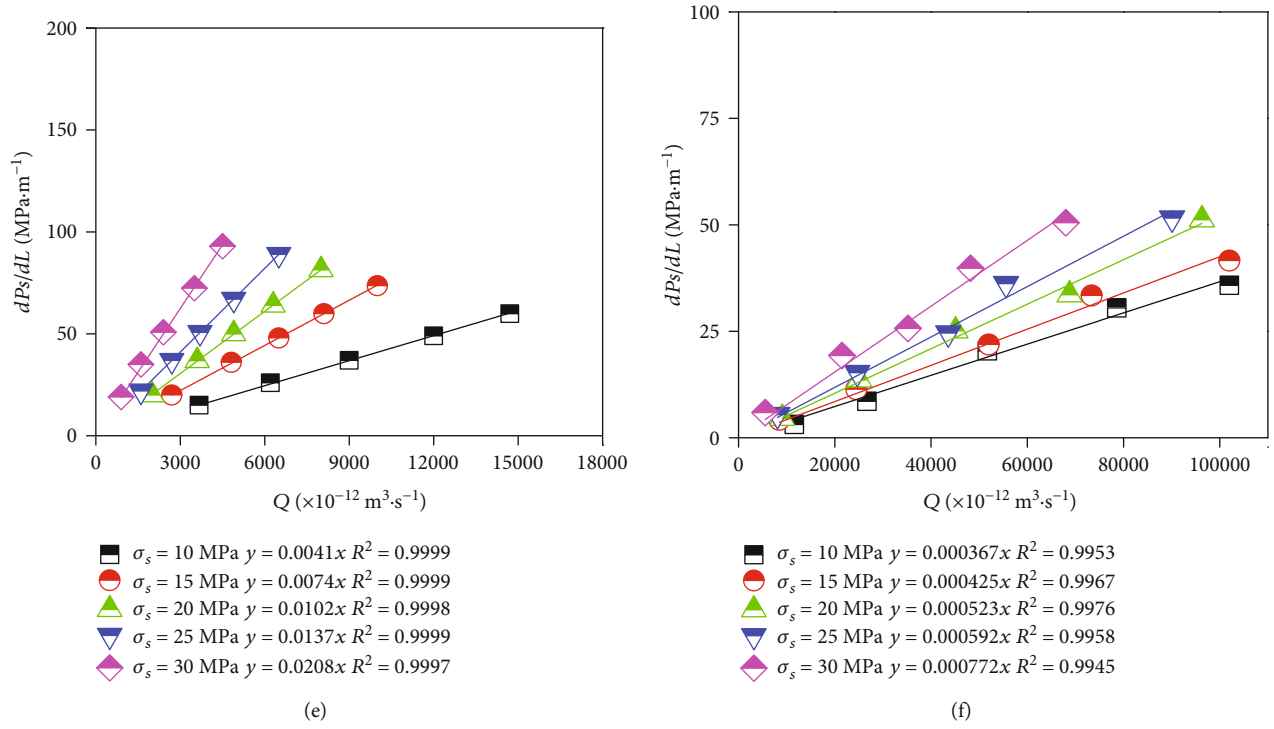 200
150
100
50
0
dPs/dL (MPa·m⁻¹)
0 3000 6000 9000 12000 15000 18000
Q (×10⁻¹² m³·s⁻¹)
σₛ = 10 MPa y = 0.0041x R² = 0.9999
σₛ = 15 MPa y = 0.0074x R² = 0.9999
σₛ = 20 MPa y = 0.0102x R² = 0.9998
σₛ = 25 MPa y = 0.0137x R² = 0.9999
σₛ = 30 MPa y = 0.0208x R² = 0.9997
(e)
100
75
50
25
0
dPs/dL (MPa·m⁻¹)
0 20000 40000 60000 80000 100000
Q (×10⁻¹² m³·s⁻¹)
σₛ = 10 MPa y = 0.000367x R² = 0.9953
σₛ = 15 MPa y = 0.000425x R² = 0.9967
σₛ = 20 MPa y = 0.000523x R² = 0.9976
σₛ = 25 MPa y = 0.000592x R² = 0.9958
σₛ = 30 MPa y = 0.000772x R² = 0.9945
(f)